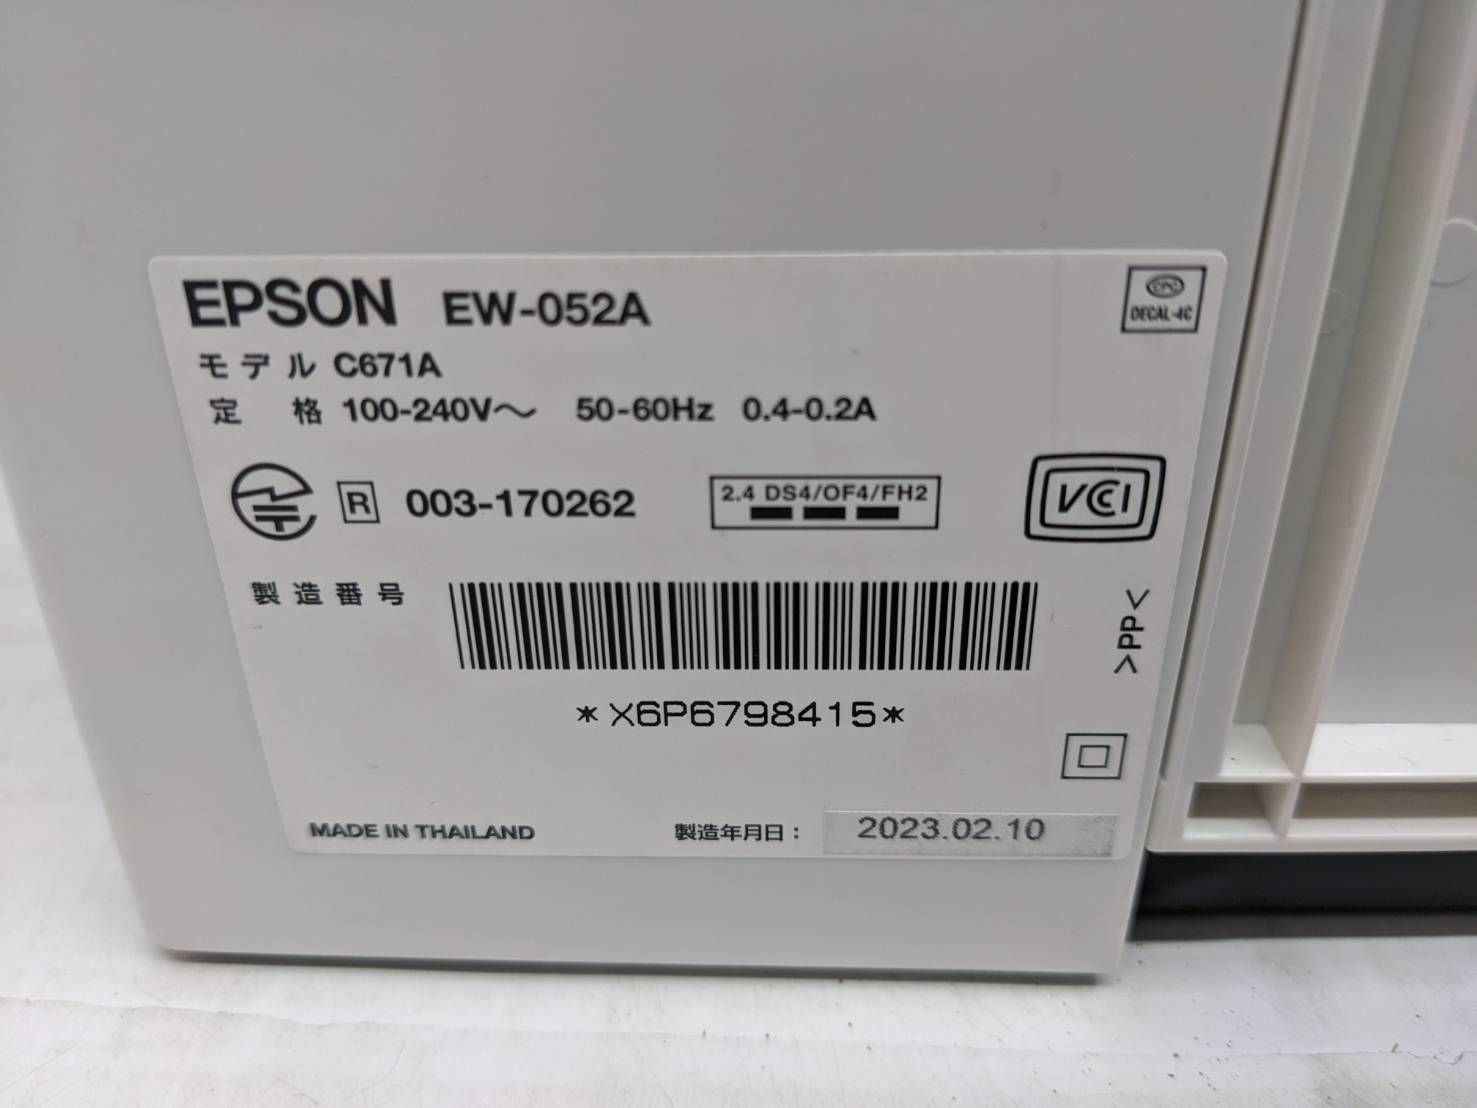 EPSON EW-052A
DECAL-4C
モデル C671A
定 格 100-240V～ 50-60Hz 0.4-0.2A
R 003-170262
2.4 DS4/OF4/FH2
VCCI
製造番号
>PP<
*X6P6798415*
MADE IN THAILAND
製造年月日： 2023.02.10